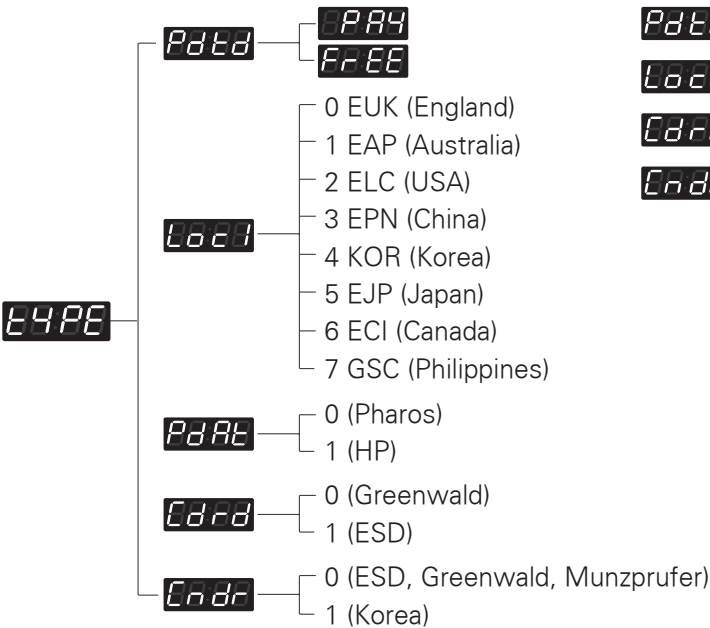 Pdtd
PAY
FrEE
0 EUK (England)
1 EAP (Australia)
2 ELC (USA)
3 EPN (China)
Loc1
4 KOR (Korea)
5 EJP (Japan)
6 ECI (Canada)
7 GSC (Philippines)
tYPE
PdAt
0 (Pharos)
1 (HP)
Cdrd
0 (Greenwald)
1 (ESD)
Cndr
0 (ESD, Greenwald, Munzprufer)
1 (Korea)